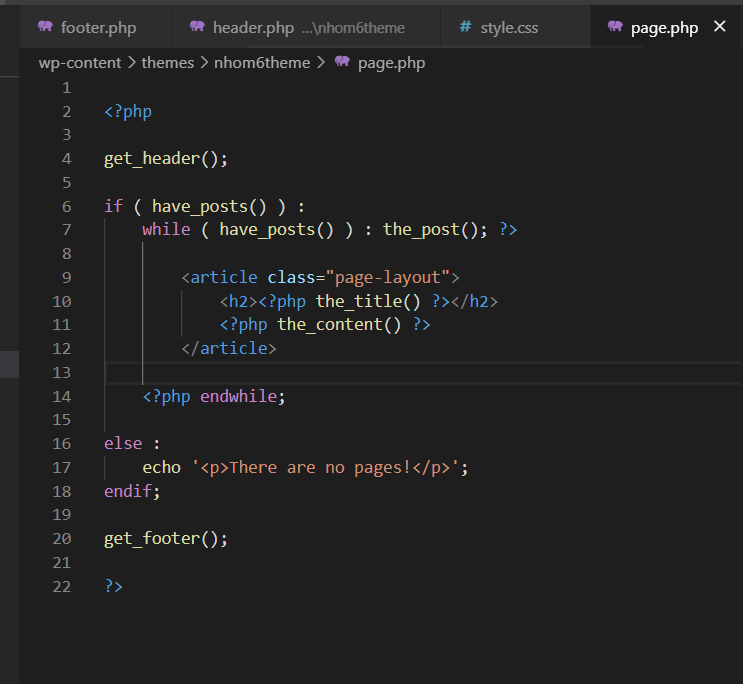 footer.php header.php ...\nhom6theme # style.css page.php ×
wp-content > themes > nhom6theme > page.php
1
2 <?php
3
4 get_header();
5
6 if ( have_posts() ) :
7 while ( have_posts() ) : the_post(); ?>
8
9 <article class="page-layout">
10 <h2><?php the_title() ?></h2>
11 <?php the_content() ?>
12 </article>
13
14 <?php endwhile;
15
16 else :
17 echo '<p>There are no pages!</p>';
18 endif;
19
20 get_footer();
21
22 ?>